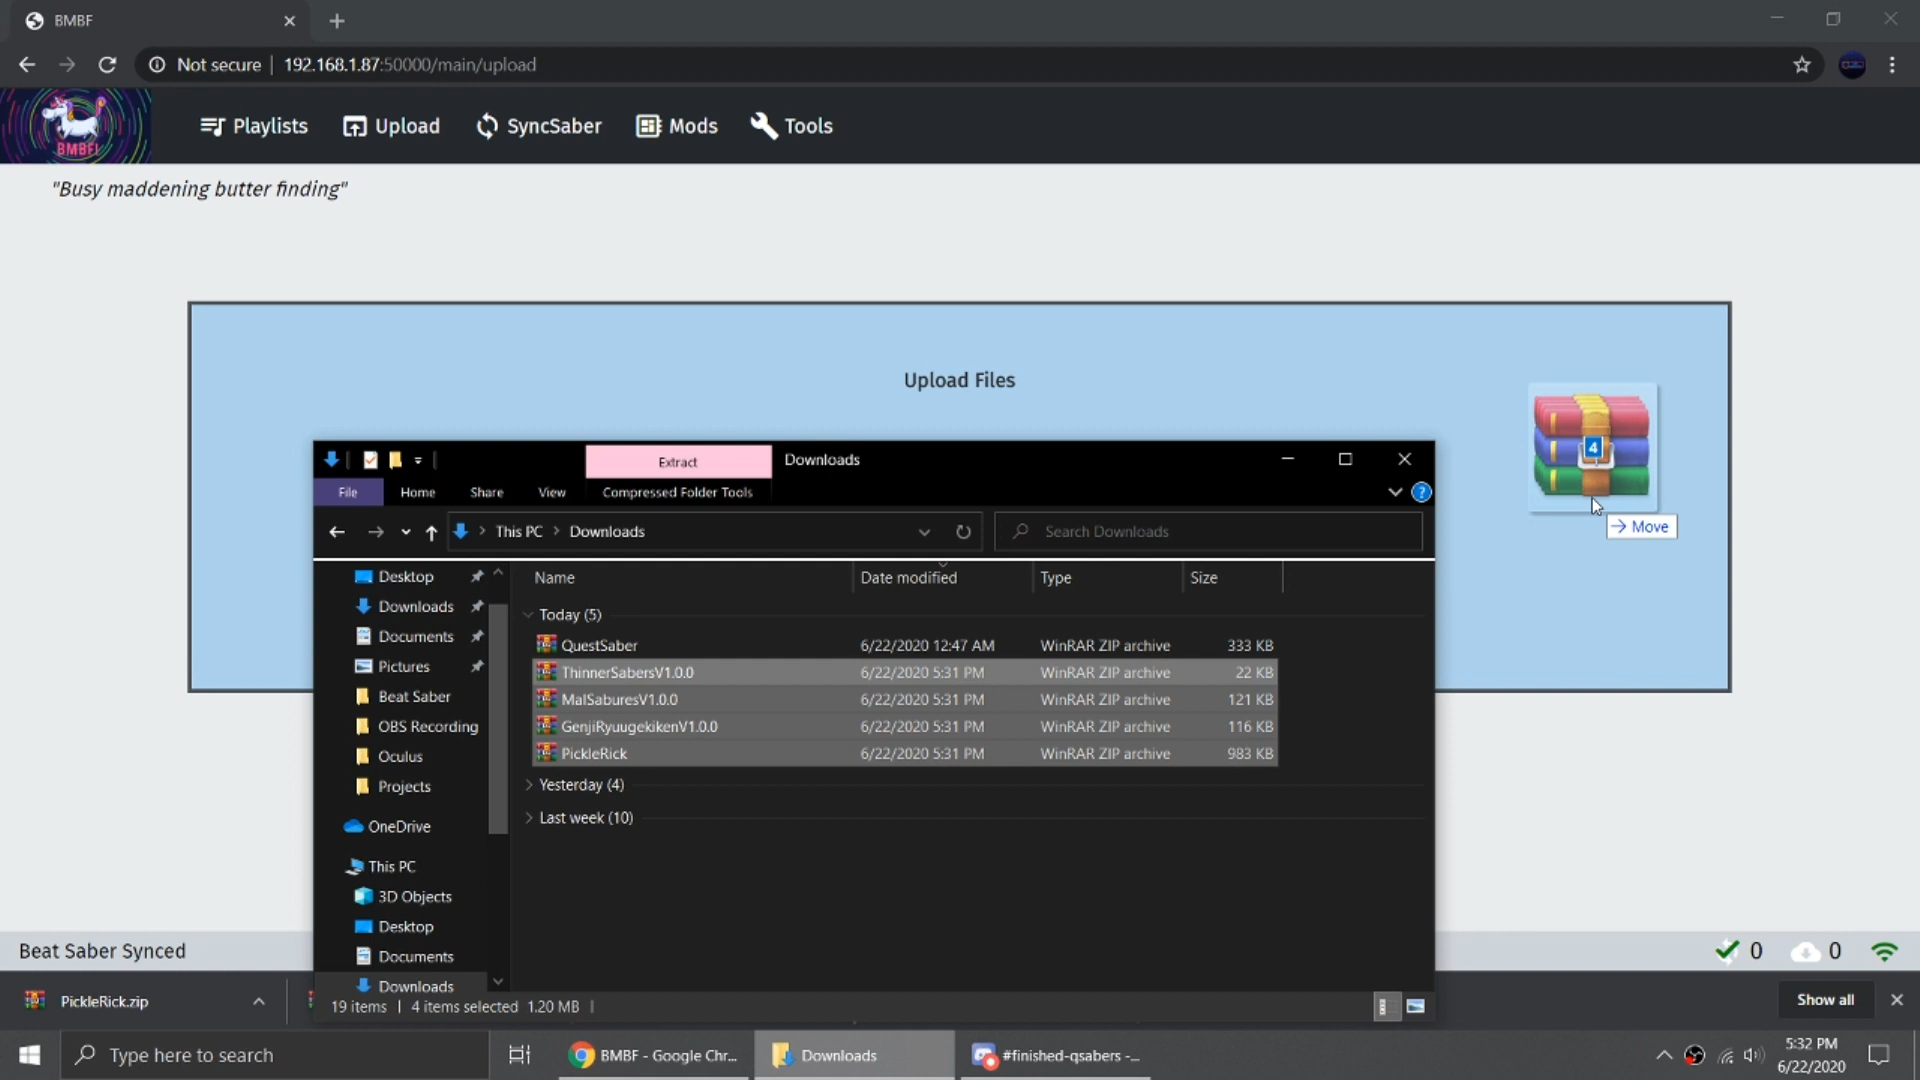 BMBF
Not secure 192.168.1.87:50000/main/upload
BMBF!
Playlists
Upload
SyncSaber
Mods
Tools
"Busy maddening butter finding"
Upload Files
4
Move
Extract
Downloads
File
Home
Share
View
Compressed Folder Tools
?
This PC
Downloads
Search Downloads
Desktop
Downloads
Documents
Pictures
Beat Saber
OBS Recording
Oculus
Projects
OneDrive
This PC
3D Objects
Desktop
Documents
Downloads
Name Date modified Type Size
Today (5)
QuestSaber 6/22/2020 12:47 AM WinRAR ZIP archive 333 KB
ThinnerSabersV1.0.0 6/22/2020 5:31 PM WinRAR ZIP archive 22 KB
MalSaburesV1.0.0 6/22/2020 5:31 PM WinRAR ZIP archive 121 KB
GenjiRyuugekikenV1.0.0 6/22/2020 5:31 PM WinRAR ZIP archive 116 KB
PickleRick 6/22/2020 5:31 PM WinRAR ZIP archive 983 KB
Yesterday (4)
Last week (10)
19 items 4 items selected 1.20 MB
Beat Saber Synced
0 0
PickleRick.zip
Show all
Type here to search
BMBF - Google Chr...
Downloads
#finished-qsabers -...
5:32 PM
6/22/2020